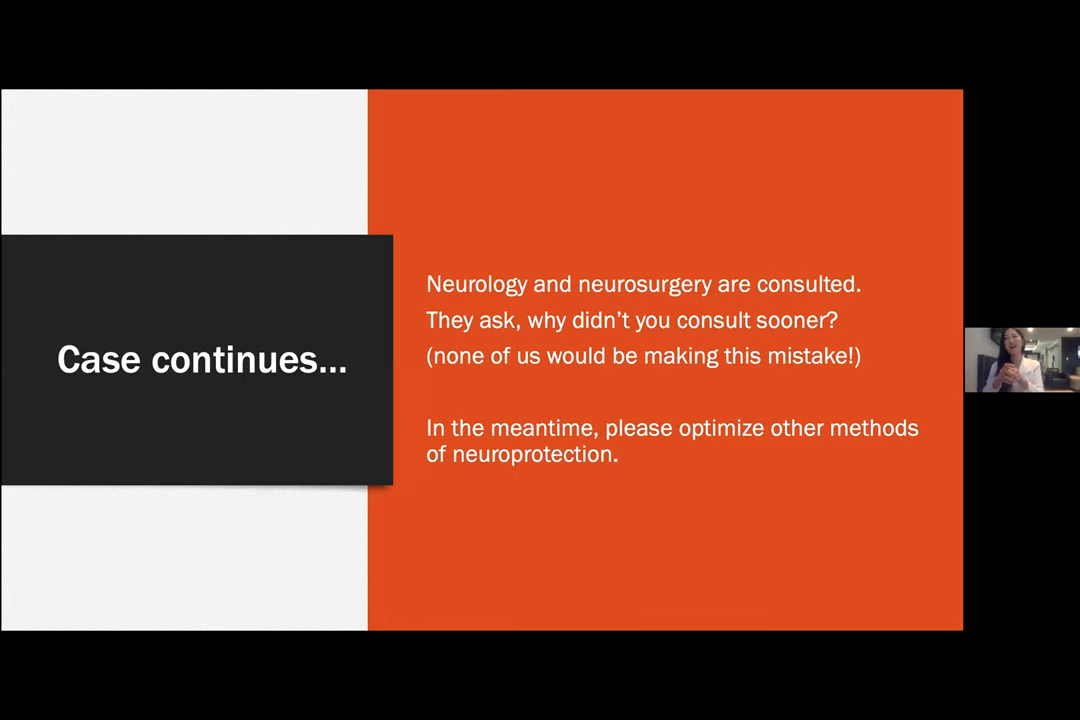 Case continues...
Neurology and neurosurgery are consulted.
They ask, why didn't you consult sooner?
(none of us would be making this mistake!)
In the meantime, please optimize other methods
of neuroprotection.